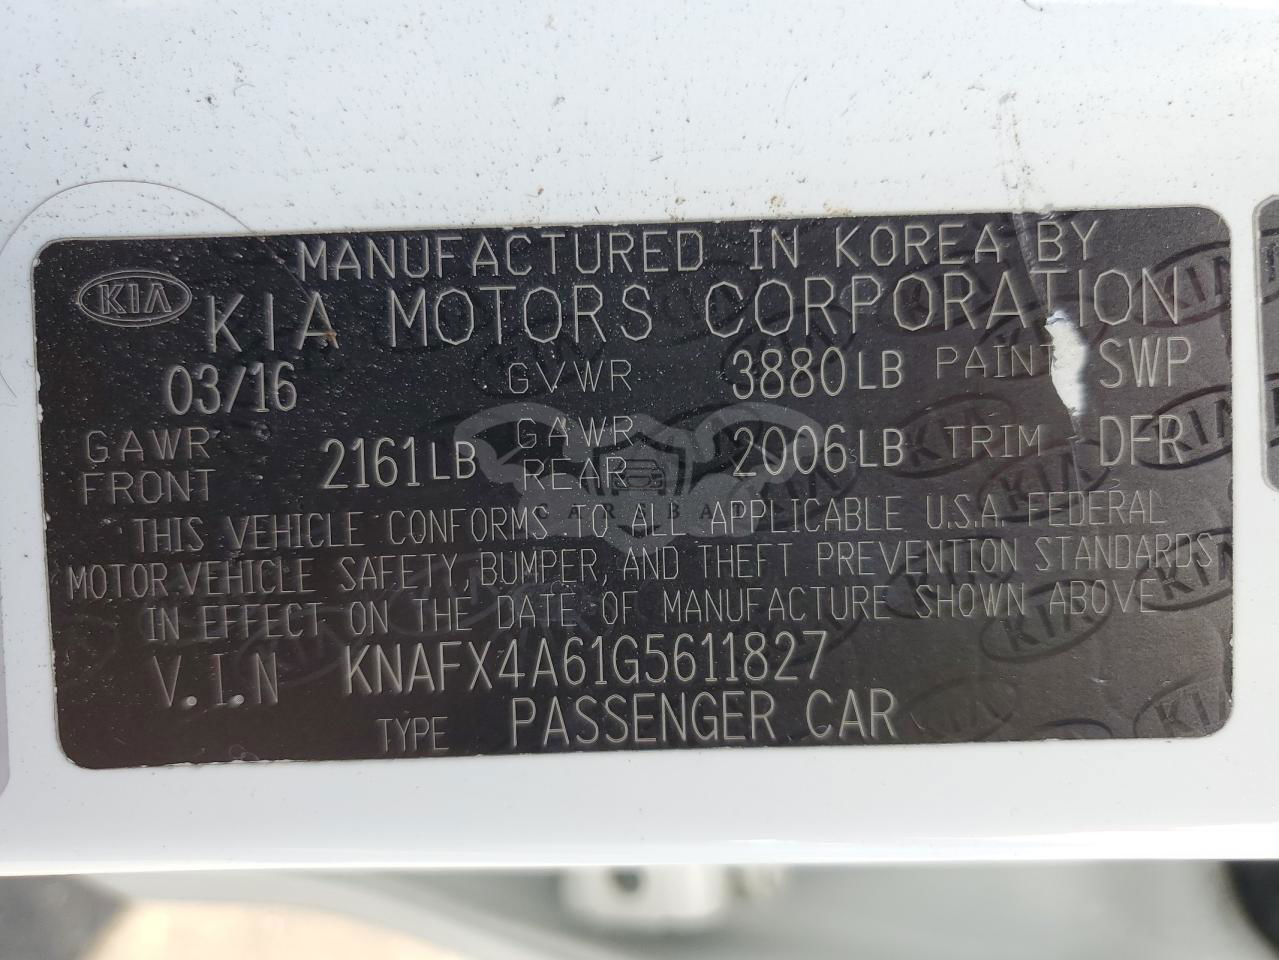 MANUFACTURED IN KOREA BY
KIA KIA MOTORS CORPORATION
03/16 GVWR 3880LB PAINT SWP
GAWR FRONT 2161LB GAWR REAR 2006LB TRIM DFR
THIS VEHICLE CONFORMS TO ALL APPLICABLE U.S.A. FEDERAL
MOTOR VEHICLE SAFETY, BUMPER, AND THEFT PREVENTION STANDARDS
IN EFFECT ON THE DATE OF MANUFACTURE SHOWN ABOVE
V.I.N KNAFX4A61G5611827
TYPE PASSENGER CAR
CARABAD